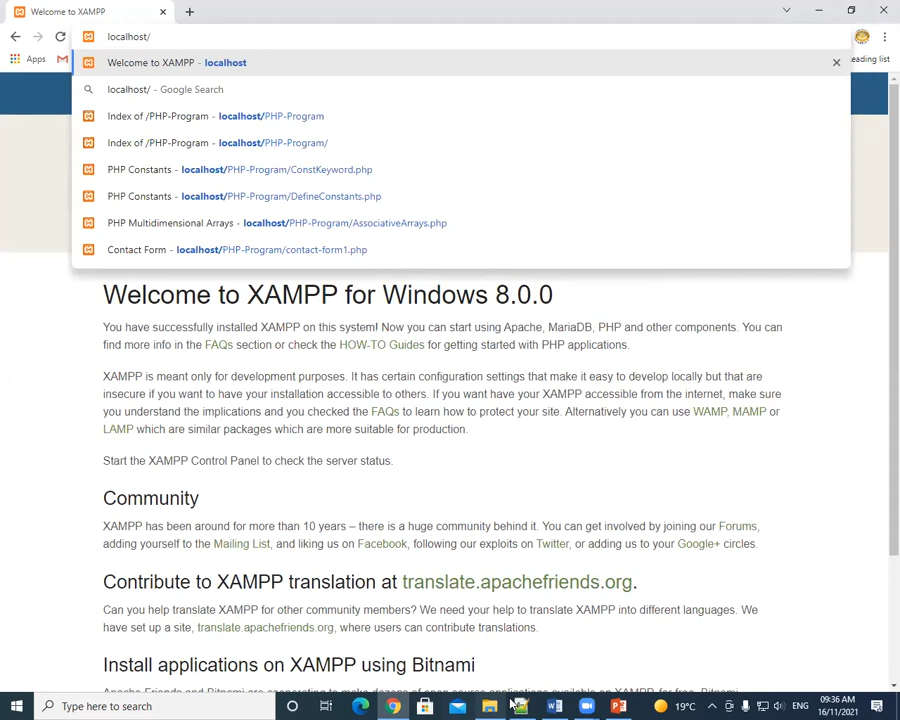 Welcome to XAMPP
localhost/
Apps
Welcome to XAMPP - localhost
eading list
localhost/ - Google Search
Index of /PHP-Program - localhost/PHP-Program
Index of /PHP-Program - localhost/PHP-Program/
PHP Constants - localhost/PHP-Program/ConstKeyword.php
PHP Constants - localhost/PHP-Program/DefineConstants.php
PHP Multidimensional Arrays - localhost/PHP-Program/AssociativeArrays.php
Contact Form - localhost/PHP-Program/contact-form1.php
Welcome to XAMPP for Windows 8.0.0
You have successfully installed XAMPP on this system! Now you can start using Apache, MariaDB, PHP and other components. You can
find more info in the FAQs section or check the HOW-TO Guides for getting started with PHP applications.
XAMPP is meant only for development purposes. It has certain configuration settings that make it easy to develop locally but that are
insecure if you want to have your installation accessible to others. If you want have your XAMPP accessible from the internet, make sure
you understand the implications and you checked the FAQs to learn how to protect your site. Alternatively you can use WAMP, MAMP or
LAMP which are similar packages which are more suitable for production.
Start the XAMPP Control Panel to check the server status.
Community
XAMPP has been around for more than 10 years – there is a huge community behind it. You can get involved by joining our Forums,
adding yourself to the Mailing List, and liking us on Facebook, following our exploits on Twitter, or adding us to your Google+ circles.
Contribute to XAMPP translation at translate.apachefriends.org.
Can you help translate XAMPP for other community members? We need your help to translate XAMPP into different languages. We
have set up a site, translate.apachefriends.org, where users can contribute translations.
Install applications on XAMPP using Bitnami
Apache Friends and Bitnami are cooperating to make dozens of open source applications available on XAMPP, for free. Bitnami
Type here to search
19°C
ENG
09:36 AM
16/11/2021